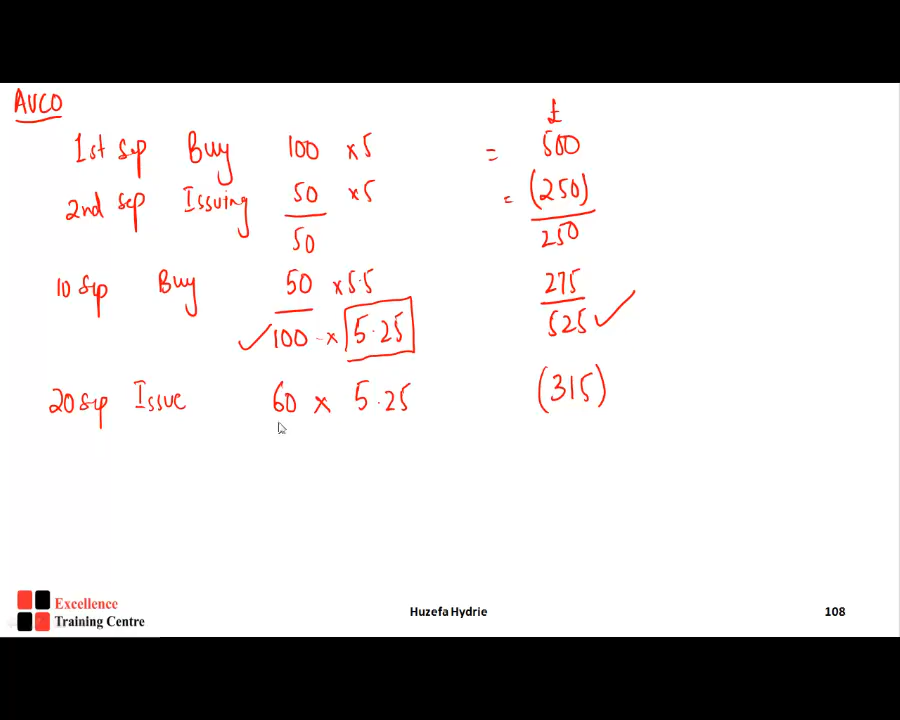 AVCO
£
1st Sep Buy 100 x 5 = 500
2nd Sep Issuing 50 x 5 = (250)
50 250
10 Sep Buy 50 x 5.5 275
✓ 100 - x 5.25 525 ✓
20 Sep Issue 60 x 5.25 (315)
Excellence
Training Centre
Huzefa Hydrie
108